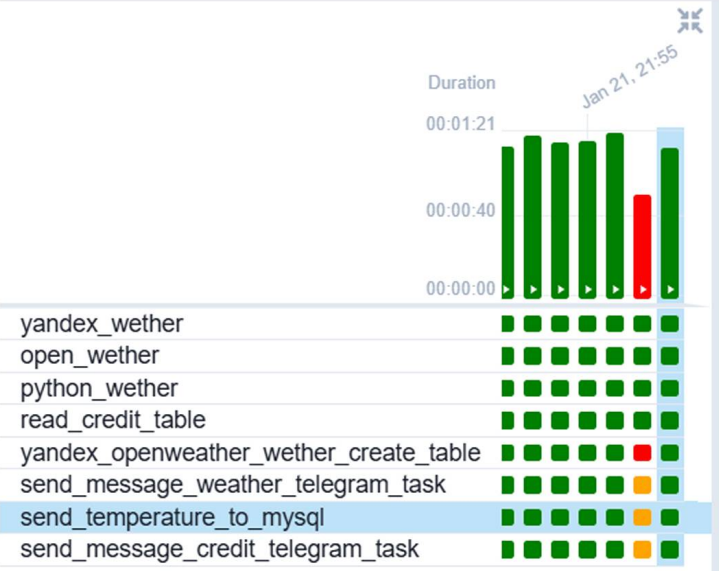 Jan 21, 21:55
Duration
00:01:21
00:00:40
00:00:00
yandex_wether
open_wether
python_wether
read_credit_table
yandex_openweather_wether_create_table
send_message_weather_telegram_task
send_temperature_to_mysql
send_message_credit_telegram_task